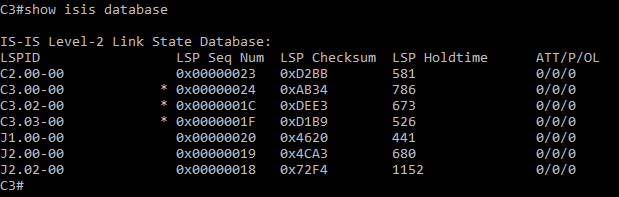 C3#show isis database
IS-IS Level-2 Link State Database:
LSPID LSP Seq Num LSP Checksum LSP Holdtime ATT/P/OL
C2.00-00 0x00000023 0xD2BB 581 0/0/0
C3.00-00 * 0x00000024 0xAB34 786 0/0/0
C3.02-00 * 0x0000001C 0xDEE3 673 0/0/0
C3.03-00 * 0x0000001F 0xD1B9 526 0/0/0
J1.00-00 0x00000020 0x4620 441 0/0/0
J2.00-00 0x00000019 0x4CA3 680 0/0/0
J2.02-00 0x00000018 0x72F4 1152 0/0/0
C3#